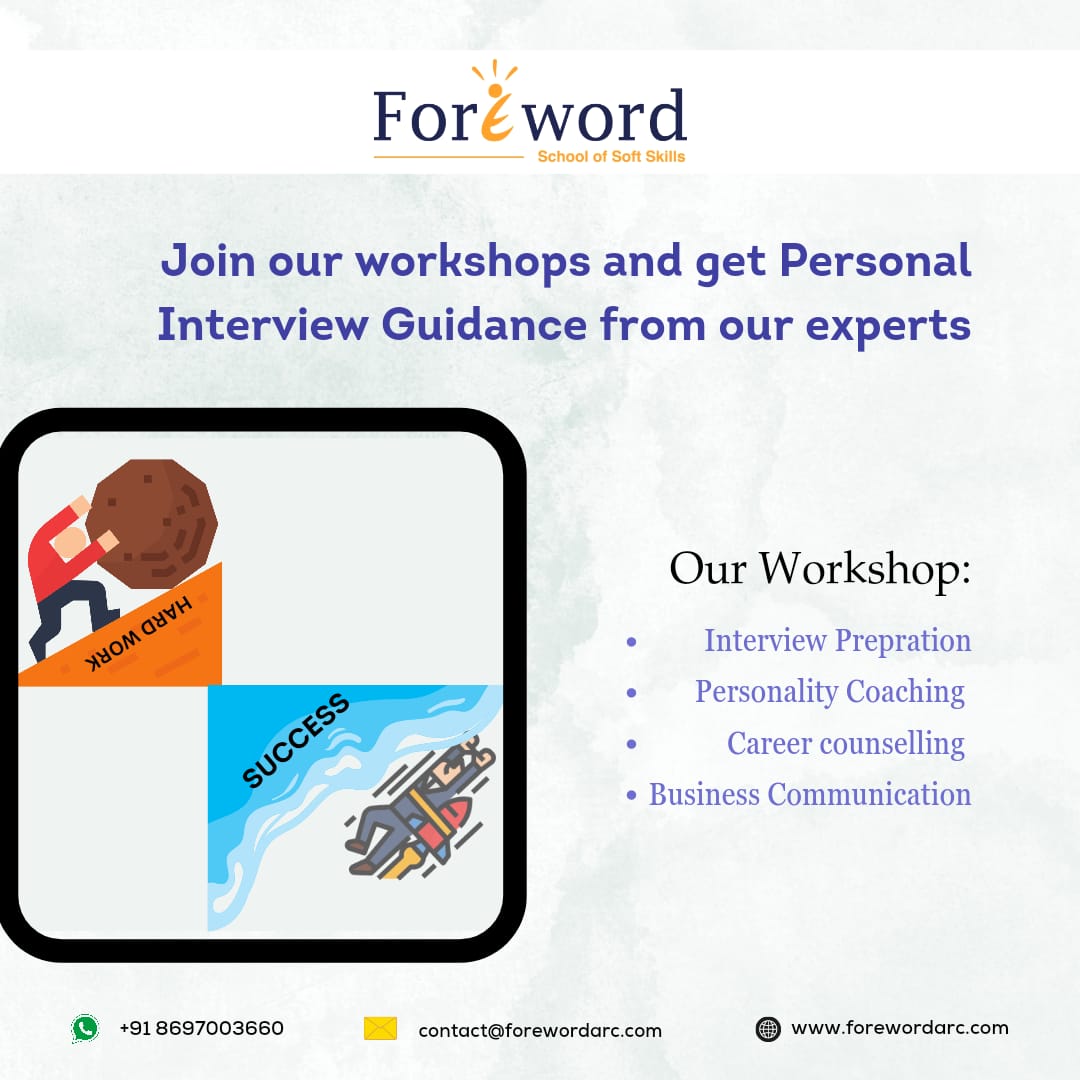 Foreword
School of Soft Skills
Join our workshops and get Personal
Interview Guidance from our experts
HARD WORK
SUCCESS
Our Workshop:
• Interview Prepration
• Personality Coaching
• Career counselling
• Business Communication
+91 8697003660
contact@forewordarc.com
www.forewordarc.com